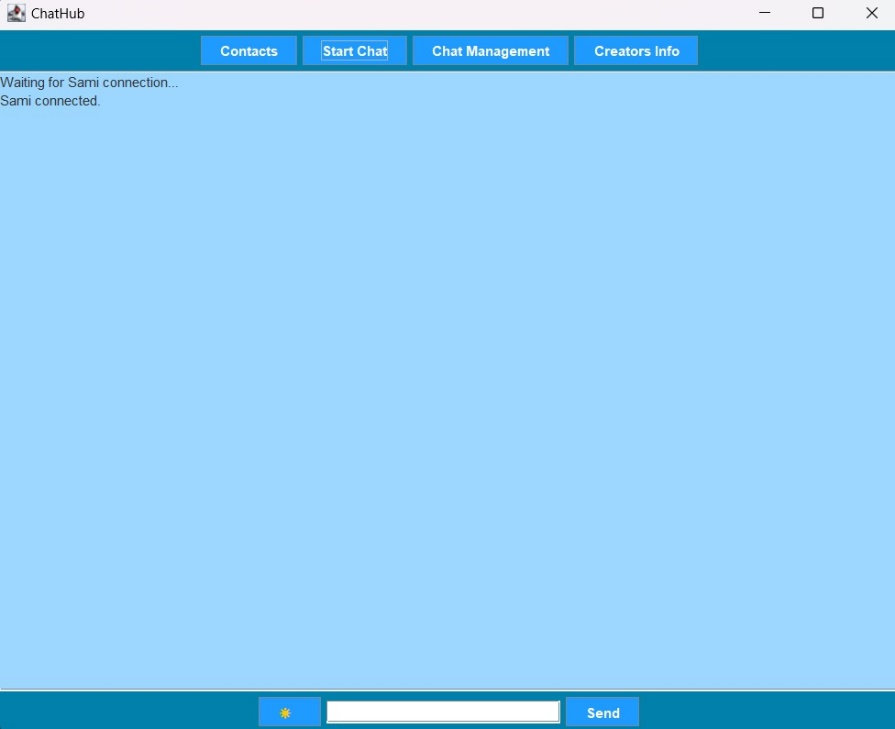 ChatHub
Contacts Start Chat Chat Management Creators Info
Waiting for Sami connection...
Sami connected.
Send